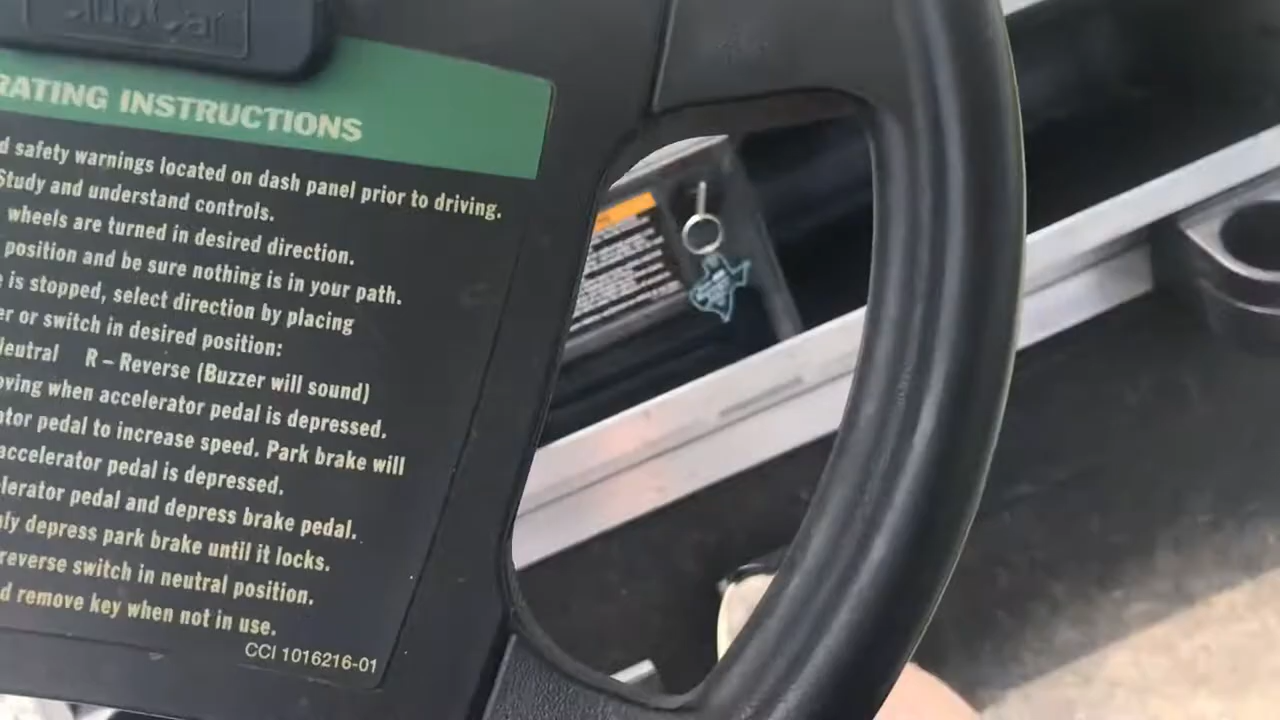 Club Car
RATING INSTRUCTIONS
d safety warnings located on dash panel prior to driving.
Study and understand controls.
wheels are turned in desired direction.
position and be sure nothing is in your path.
e is stopped, select direction by placing
er or switch in desired position:
Neutral R – Reverse (Buzzer will sound)
oving when accelerator pedal is depressed.
ator pedal to increase speed. Park brake will
accelerator pedal is depressed.
elerator pedal and depress brake pedal.
ly depress park brake until it locks.
reverse switch in neutral position.
d remove key when not in use.
CCI 1016216-01